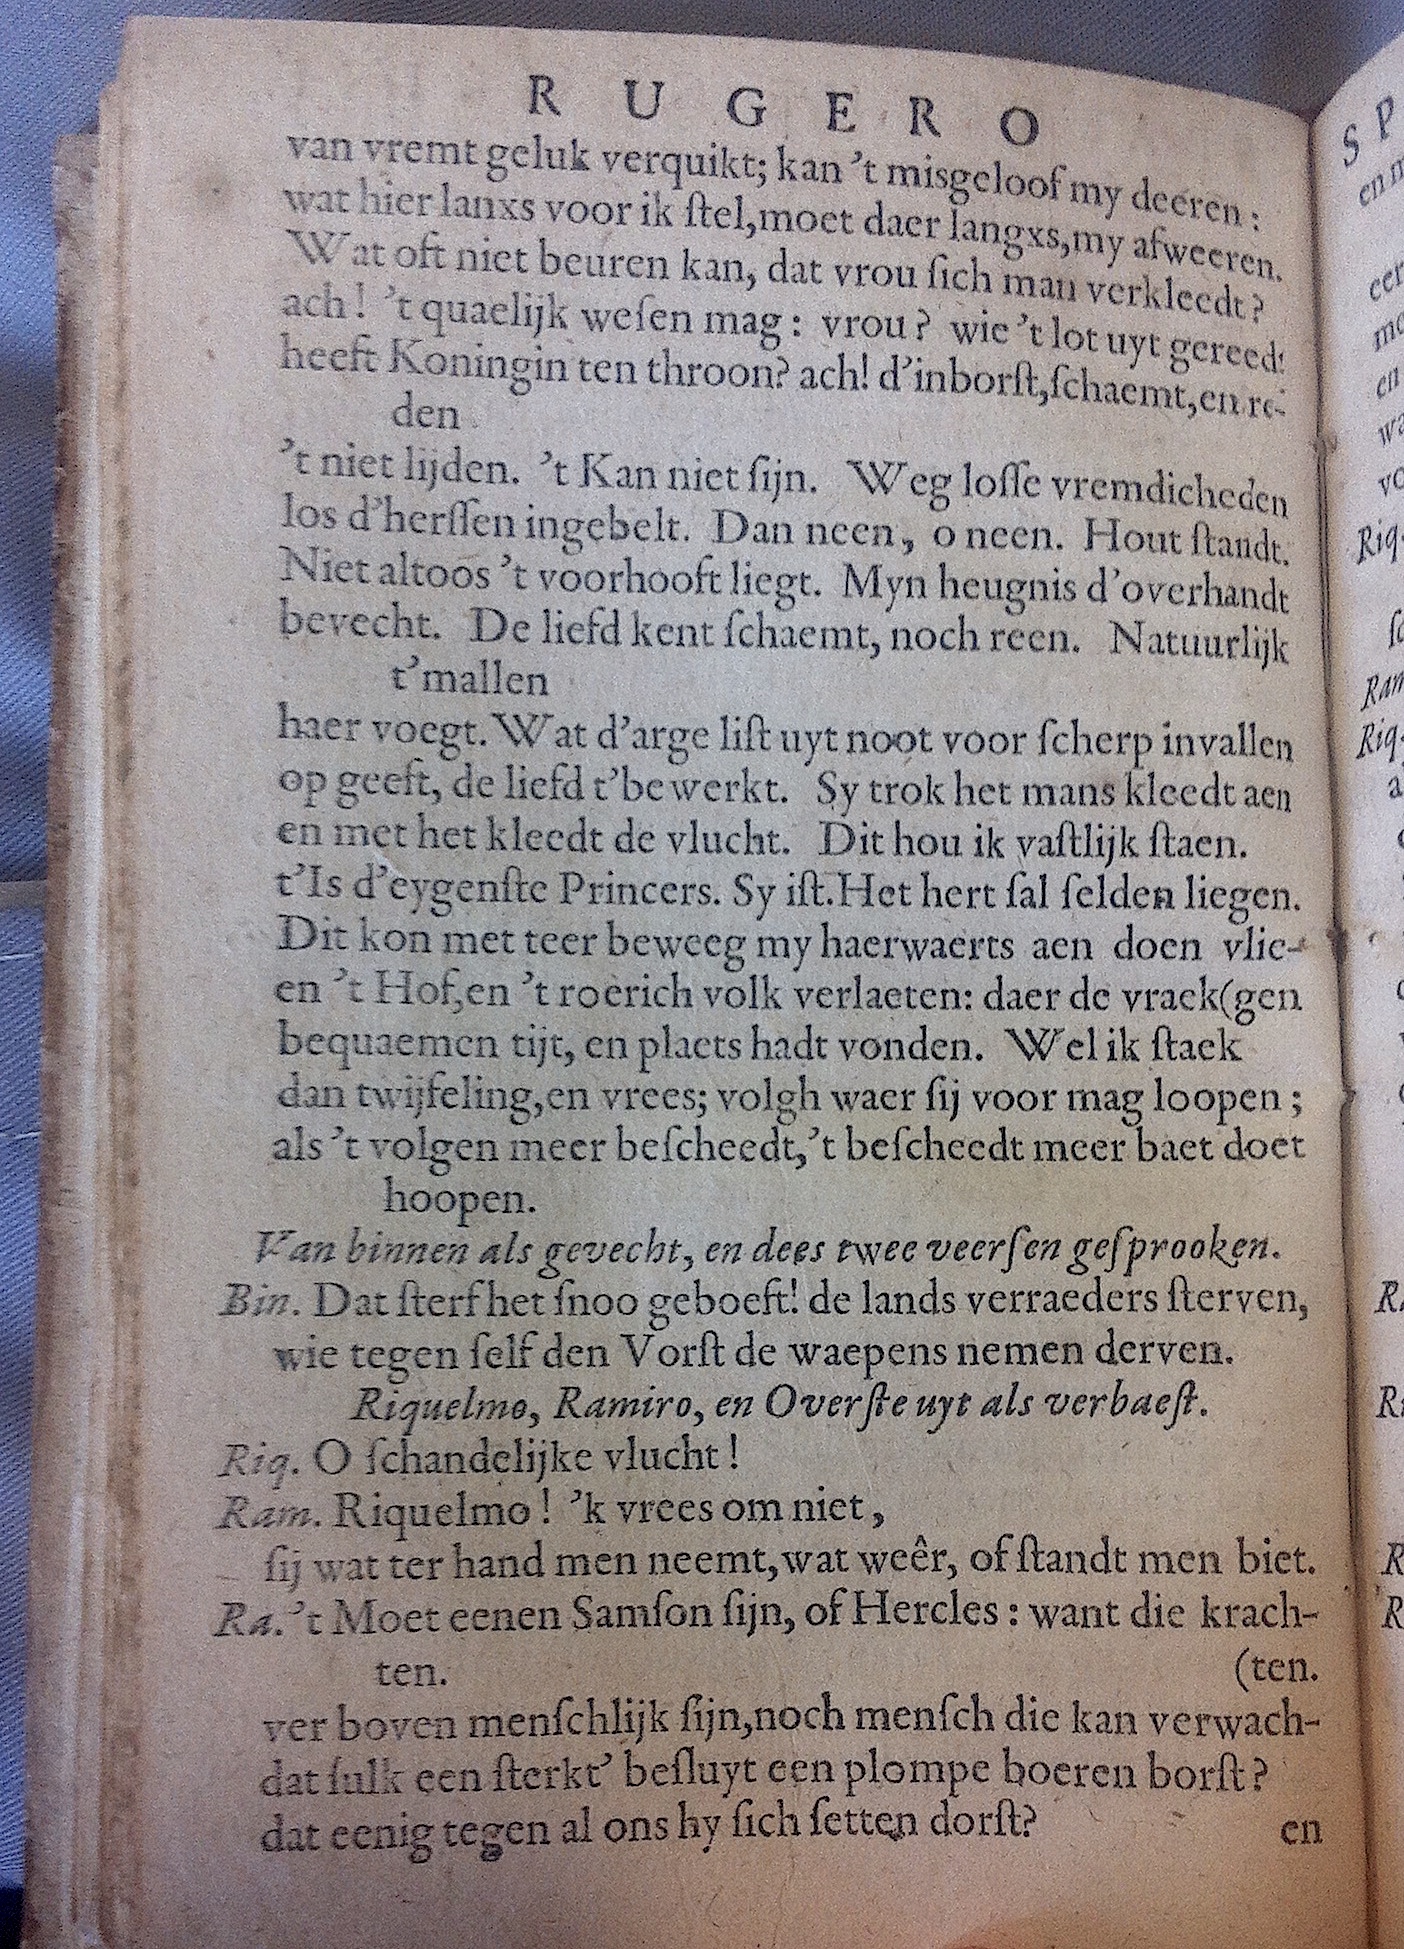 RUGERO
van vremt geluk verquikt; kan 't misgeloof my deeren:
wat hier lanxs voor ik ſtel, moet daer langxs, my afweeren.
Wat oft niet beuren kan, dat vrou ſich man verkleedt?
ach! 't quaelijk weſen mag: vrou? wie 't lot uyt gereedt
heeft Koningin ten throon? ach! d'inborſt, ſchaemt, en re-
den
't niet lijden. 't Kan niet ſijn. Weg loſſe vremdicheden
los d'herſſen ingebelt. Dan neen, o neen. Hout ſtandt.
Niet altoos 't voorhooft liegt. Myn heugnis d'overhandt
bevecht. De liefd kent ſchaemt, noch reen. Natuurlijk
t'mallen
haer voegt. Wat d'arge liſt uyt noot voor ſcherp invallen
op geeft, de liefd t'bewerkt. Sy trok het mans kleedt aen
en met het kleedt de vlucht. Dit hou ik vaſtlijk ſtaen.
t'Is d'eygenſte Princers. Sy iſt. Het hert ſal ſelden liegen.
Dit kon met teer beweeg my haerwaerts aen doen vlie-
en 't Hof, en 't roerich volk verlaeten: daer de vraek (gen
bequaemen tijt, en plaets hadt vonden. Wel ik ſtaek
dan twijfeling, en vrees; volgh waer ſij voor mag loopen;
als 't volgen meer beſcheedt, 't beſcheedt meer baet doet
hoopen.
Van binnen als gevecht, en dees twee veerſen geſprooken.
Bin. Dat ſterf het ſnoo geboeft! de lands verraeders ſterven,
wie tegen ſelf den Vorſt de waepens nemen derven.
Riquelmo, Ramiro, en Overſte uyt als verbaeſt.
Riq. O ſchandelijke vlucht!
Ram. Riquelmo! 'k vrees om niet,
ſij wat ter hand men neemt, wat weêr, of ſtandt men biet.
Ra. 't Moet eenen Samſon ſijn, of Hercles: want die krach-
ten. (ten.
ver boven menſchlijk ſijn, noch menſch die kan verwach-
dat ſulk een ſterkt' beſluyt een plompe boeren borſt?
dat eenig tegen al ons hy ſich ſetten dorſt?
en
S P
Riq.
Riq.